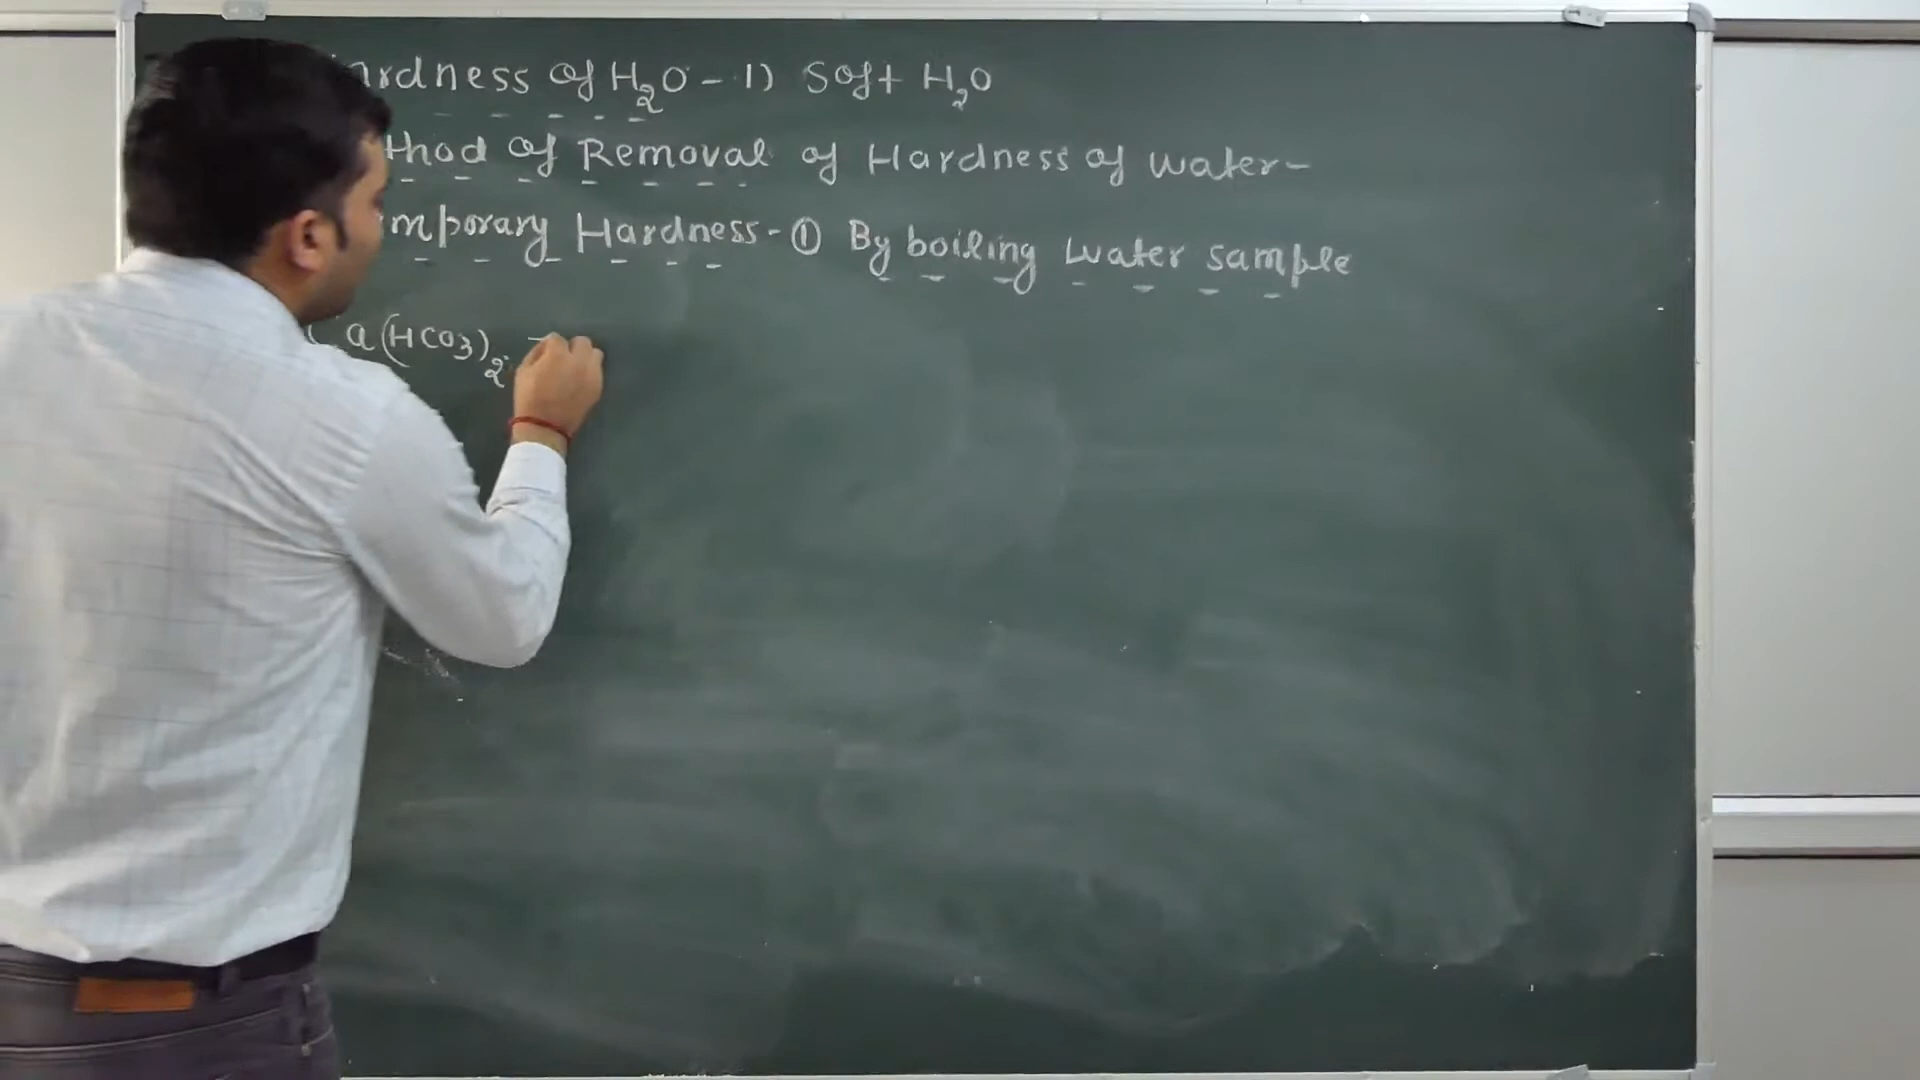 ardness of H2O - 1) Soft H2O
thod of Removal of Hardness of water-
mporary Hardness - ① By boiling water sample
Ca(HCO3)2